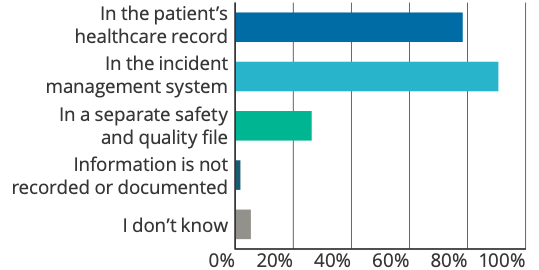 In the patient’s
healthcare record
In the incident
management system
In a separate safety
and quality file
Information is not
recorded or documented
I don’t know
0% 20% 40% 60% 80% 100%